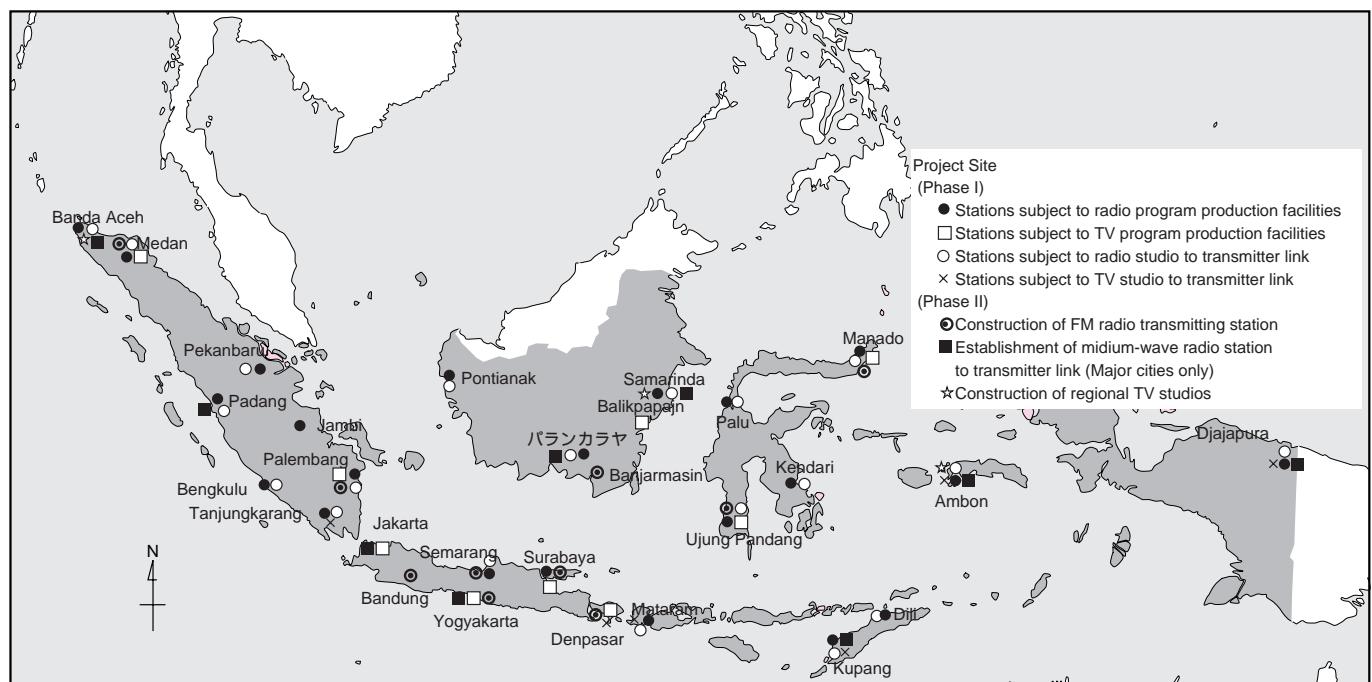 Project Site
(Phase I)
● Stations subject to radio program production facilities
□ Stations subject to TV program production facilities
○ Stations subject to radio studio to transmitter link
× Stations subject to TV studio to transmitter link
(Phase II)
◉ Construction of FM radio transmitting station
■ Establishment of midium-wave radio station
to transmitter link (Major cities only)
☆ Construction of regional TV studios
Banda Aceh
Medan
Pekanbaru
Padang
Jambi
Palembang
Bengkulu
Tanjungkarang
Jakarta
Bandung
Semarang
Yogyakarta
Surabaya
Denpasar
Mataram
Pontianak
Samarinda
Balikpapajn
パランカラヤ
Banjarmasin
Manado
Palu
Kendari
Ujung Pandang
Ambon
Djajapura
Dili
Kupang
N